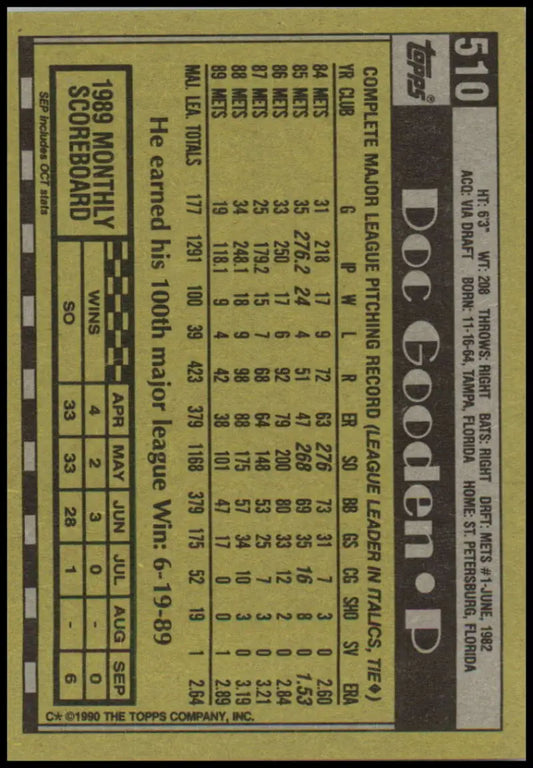 510
TOPPS®
HT: 6'3" WT: 208 THROWS: RIGHT BATS: RIGHT DRFT: METS #1-JUNE, 1982
ACQ: VIA DRAFT BORN: 11-16-64, TAMPA, FLORIDA HOME: ST. PETERSBURG, FLORIDA
Doc Gooden • P
COMPLETE MAJOR LEAGUE PITCHING RECORD (LEAGUE LEADER IN ITALICS, TIE♦)
YR CLUB G IP W L R ER SO BB GS CG SHO SV ERA
84 METS 31 218 17 9 72 63 276 73 31 7 3 0 2.60
85 METS 35 276.2 24 4 51 47 268 69 35 16 8 0 1.53
86 METS 33 250 17 6 92 79 200 80 33 12 2 0 2.84
87 METS 25 179.2 15 7 68 64 148 53 25 7 3 0 3.21
88 METS 34 248.1 18 9 98 88 175 57 34 10 3 0 3.19
89 METS 19 118.1 9 4 42 38 101 47 17 0 0 1 2.89
MAJ. LEA. TOTALS 177 1291 100 39 423 379 1168 379 175 52 19 1 2.64
He earned his 100th major league Win: 6-19-89
1989 MONTHLY
SCOREBOARD
APR MAY JUN JUL AUG SEP
WINS 4 2 3 0 - 0
SO 33 33 28 1 - 6
SEP includes OCT stats
C* ©1990 THE TOPPS COMPANY, INC.